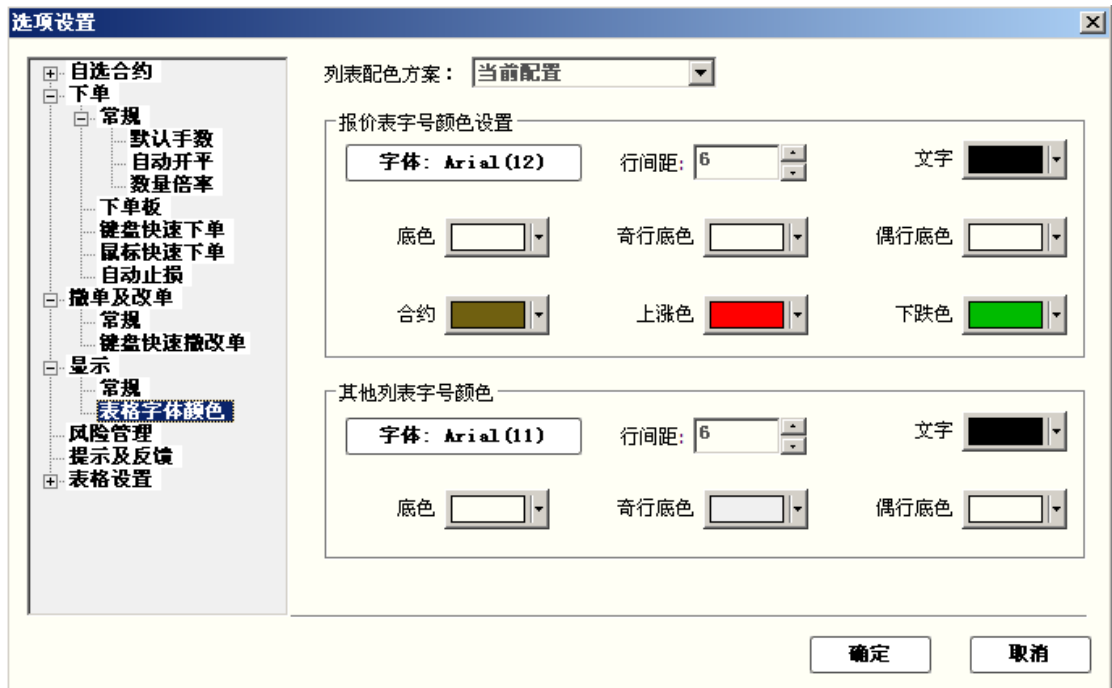 选项设置
自选合约
下单
常规
默认手数
自动开平
数量倍率
下单板
键盘快速下单
鼠标快速下单
自动止损
撤单及改单
常规
键盘快速撤改单
显示
常规
表格字体颜色
风险管理
提示及反馈
表格设置
列表配色方案： 当前配置
报价表字号颜色设置
字体: Arial(12) 行间距: 6 文字
底色 奇行底色 偶行底色
合约 上涨色 下跌色
其他列表字号颜色
字体: Arial(11) 行间距: 6 文字
底色 奇行底色 偶行底色
确定 取消